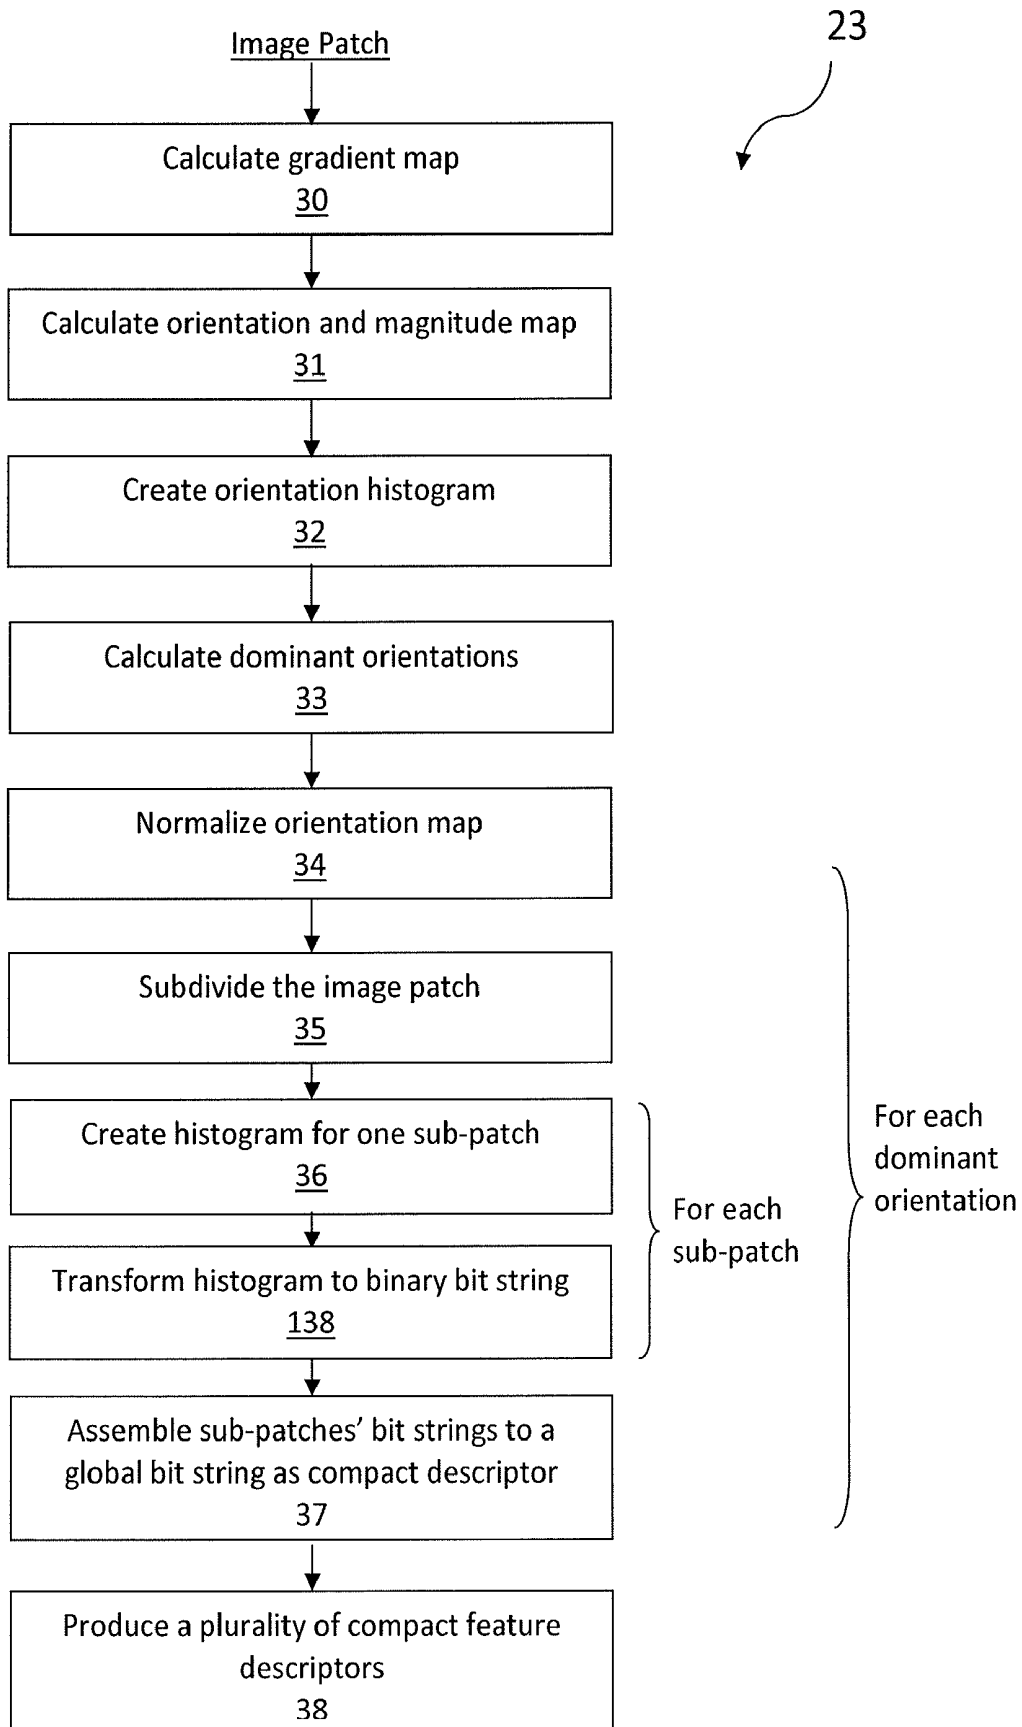 23
Image Patch
Calculate gradient map
30
Calculate orientation and magnitude map
31
Create orientation histogram
32
Calculate dominant orientations
33
Normalize orientation map
34
Subdivide the image patch
35
Create histogram for one sub-patch
36
For each
sub-patch
For each
dominant
orientation
Transform histogram to binary bit string
138
Assemble sub-patches' bit strings to a
global bit string as compact descriptor
37
Produce a plurality of compact feature
descriptors
38